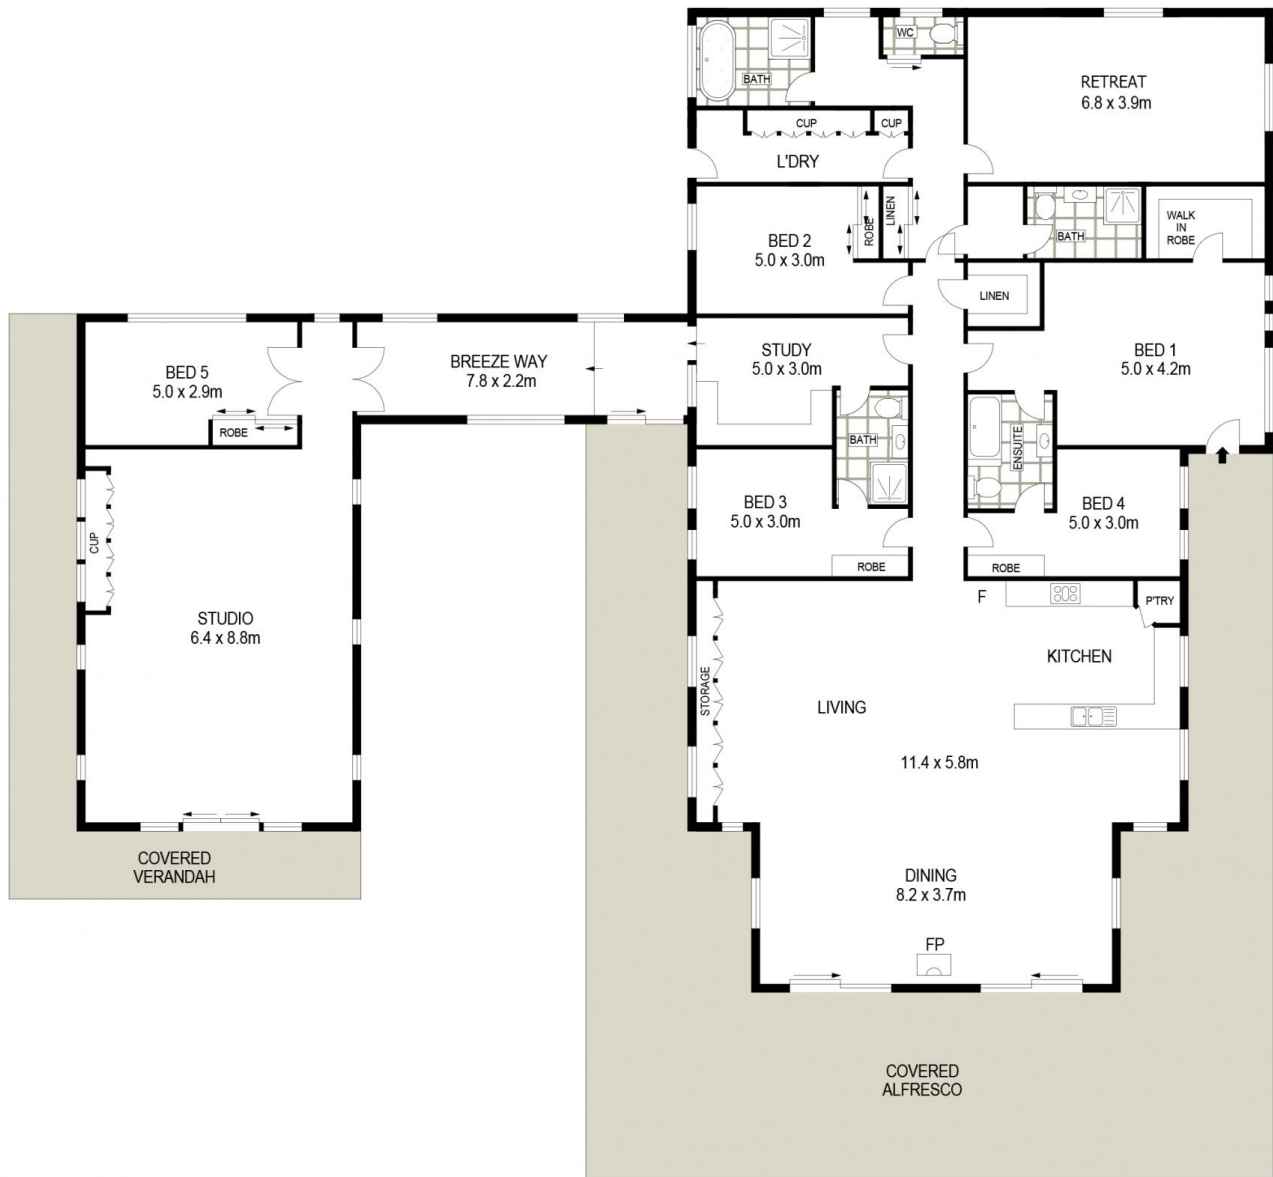 WC
BATH
RETREAT
6.8 x 3.9m
CUP
CUP
L'DRY
BED 2
5.0 x 3.0m
ROBE
LINEN
BATH
WALK
IN
ROBE
LINEN
BED 1
5.0 x 4.2m
BED 5
5.0 x 2.9m
ROBE
BREEZE WAY
7.8 x 2.2m
STUDY
5.0 x 3.0m
BATH
ENSUITE
BED 3
5.0 x 3.0m
ROBE
BED 4
5.0 x 3.0m
ROBE
CUP
STUDIO
6.4 x 8.8m
F
P'TRY
KITCHEN
STORAGE
LIVING
11.4 x 5.8m
COVERED
VERANDAH
DINING
8.2 x 3.7m
FP
COVERED
ALFRESCO